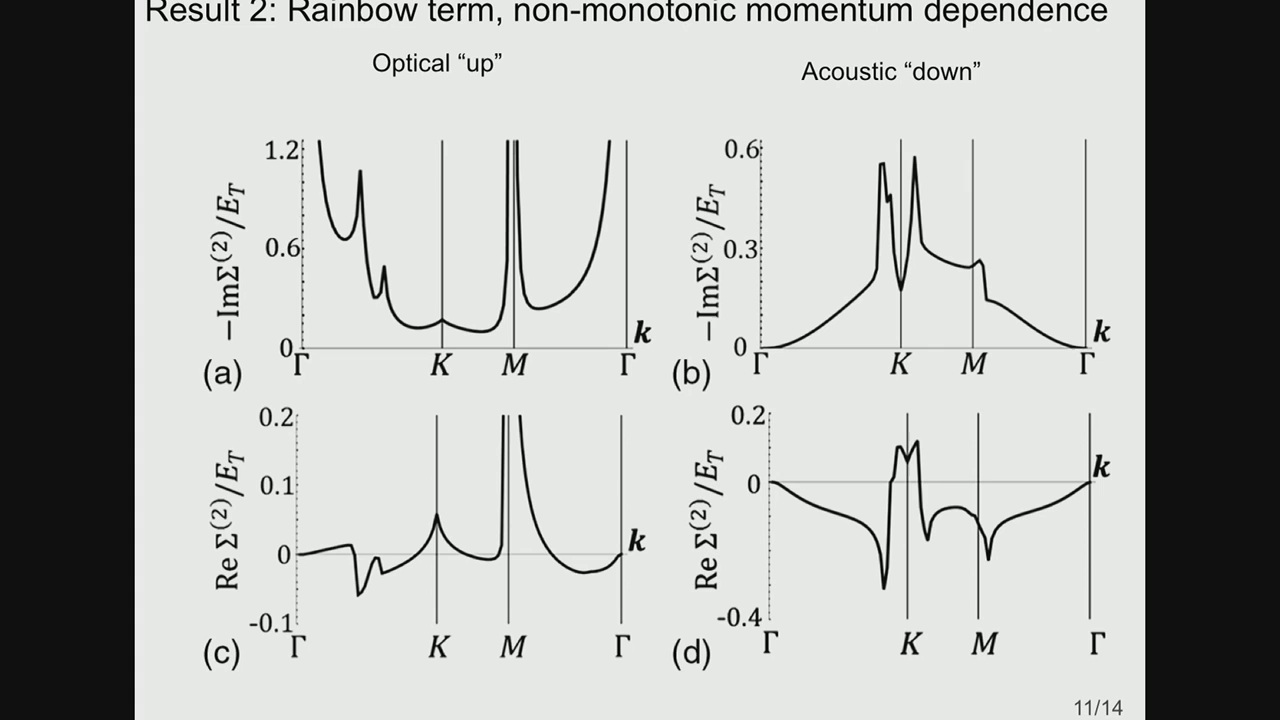 Result 2: Rainbow term, non-monotonic momentum dependence
Optical “up”
Acoustic “down”
−ImΣ⁽²⁾/E_T
1.2
0.6
0
Γ
K
M
Γ
k
(a)
−ImΣ⁽²⁾/E_T
0.6
0.3
0
Γ
K
M
Γ
k
(b)
Re Σ⁽²⁾/E_T
0.2
0.1
0
-0.1
Γ
K
M
Γ
k
(c)
Re Σ⁽²⁾/E_T
0.2
0
-0.4
Γ
K
M
Γ
k
(d)
11/14